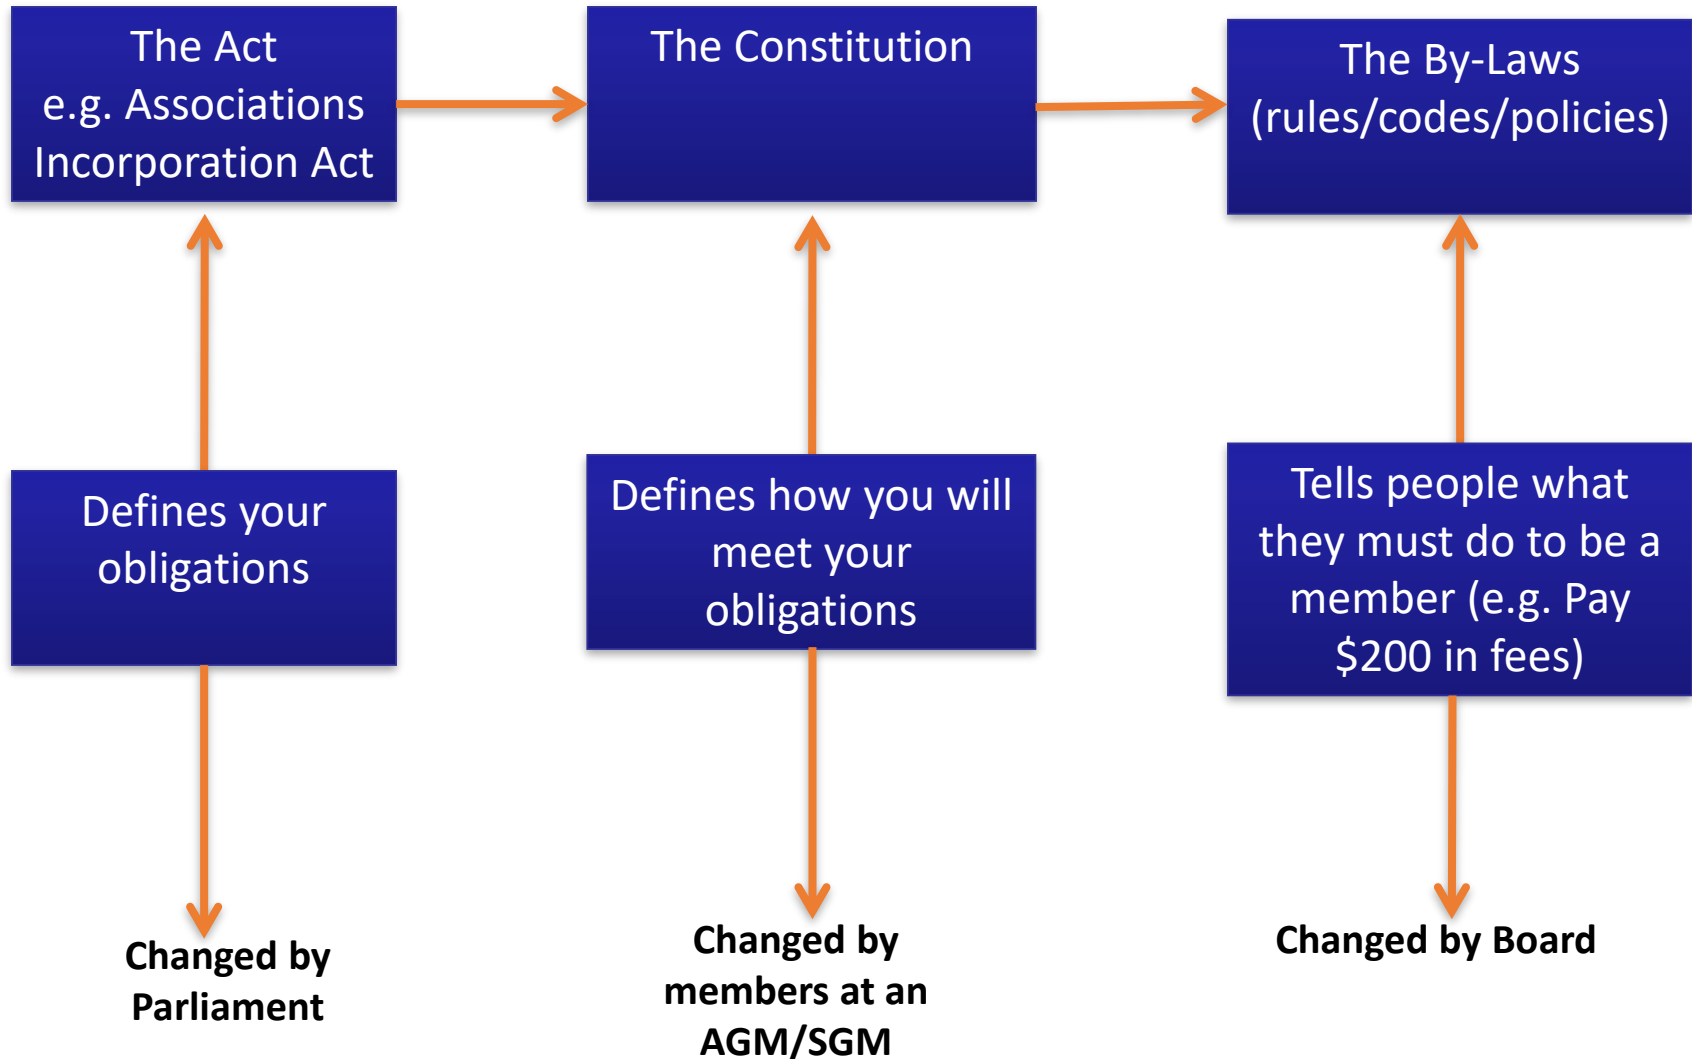 The Act
e.g. Associations
Incorporation Act
The Constitution
The By-Laws
(rules/codes/policies)
Defines your
obligations
Defines how you will
meet your
obligations
Tells people what
they must do to be a
member (e.g. Pay
$200 in fees)
Changed by
Parliament
Changed by
members at an
AGM/SGM
Changed by Board